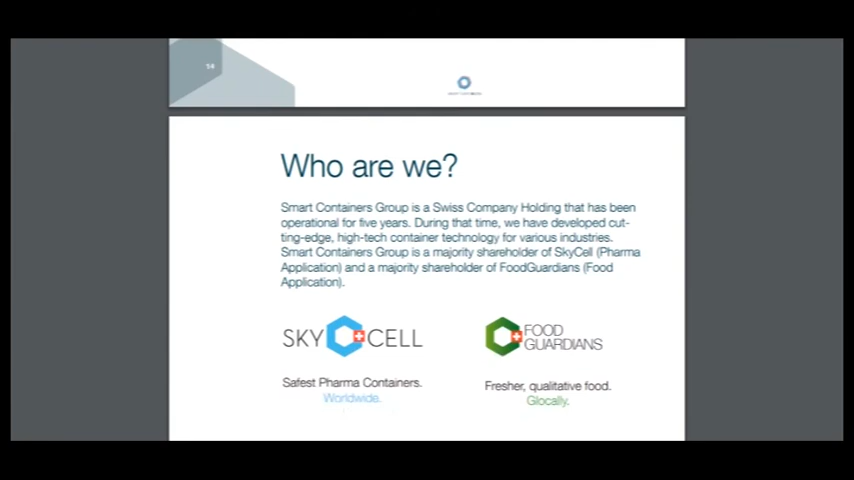 14
Who are we?
Smart Containers Group is a Swiss Company Holding that has been
operational for five years. During that time, we have developed cut-
ting-edge, high-tech container technology for various industries.
Smart Containers Group is a majority shareholder of SkyCell (Pharma
Application) and a majority shareholder of FoodGuardians (Food
Application).
SKY CELL
FOOD
GUARDIANS
Safest Pharma Containers.
Worldwide.
Fresher, qualitative food.
Glocally.